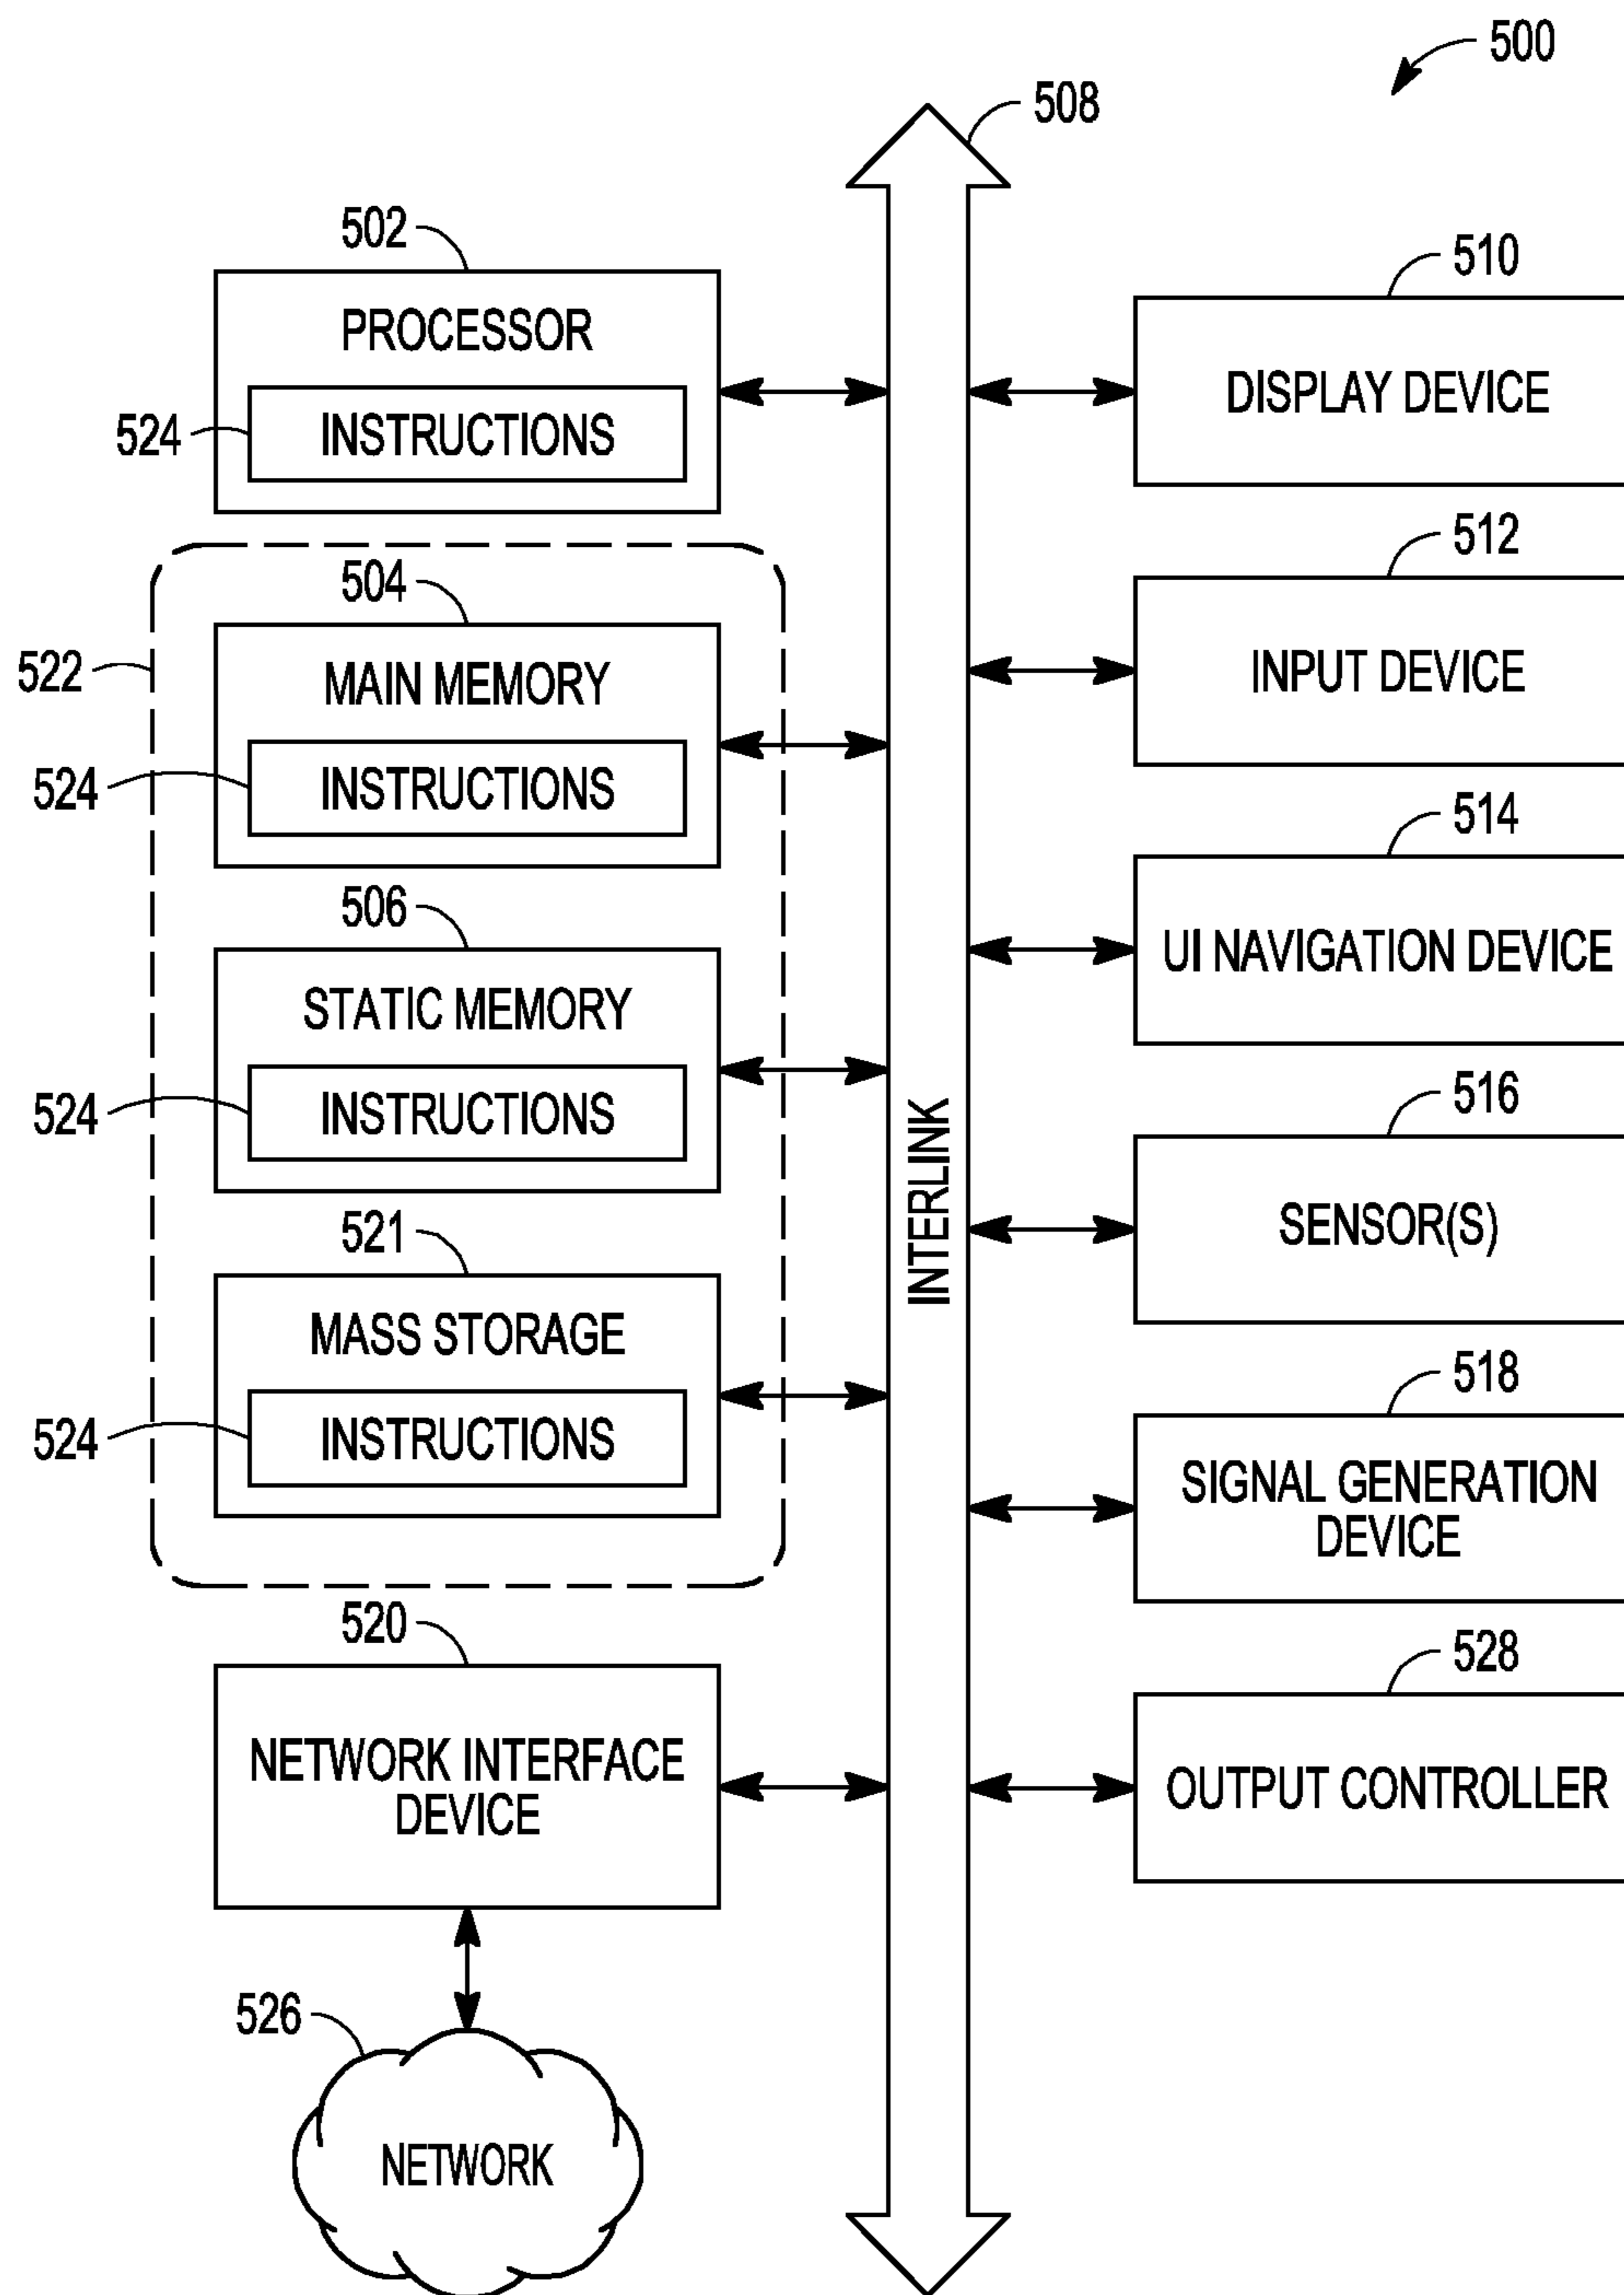 500
508
502
PROCESSOR
524
INSTRUCTIONS
522
504
MAIN MEMORY
524
INSTRUCTIONS
506
STATIC MEMORY
524
INSTRUCTIONS
521
MASS STORAGE
524
INSTRUCTIONS
520
NETWORK INTERFACE
DEVICE
526
NETWORK
INTERLINK
510
DISPLAY DEVICE
512
INPUT DEVICE
514
UI NAVIGATION DEVICE
516
SENSOR(S)
518
SIGNAL GENERATION
DEVICE
528
OUTPUT CONTROLLER